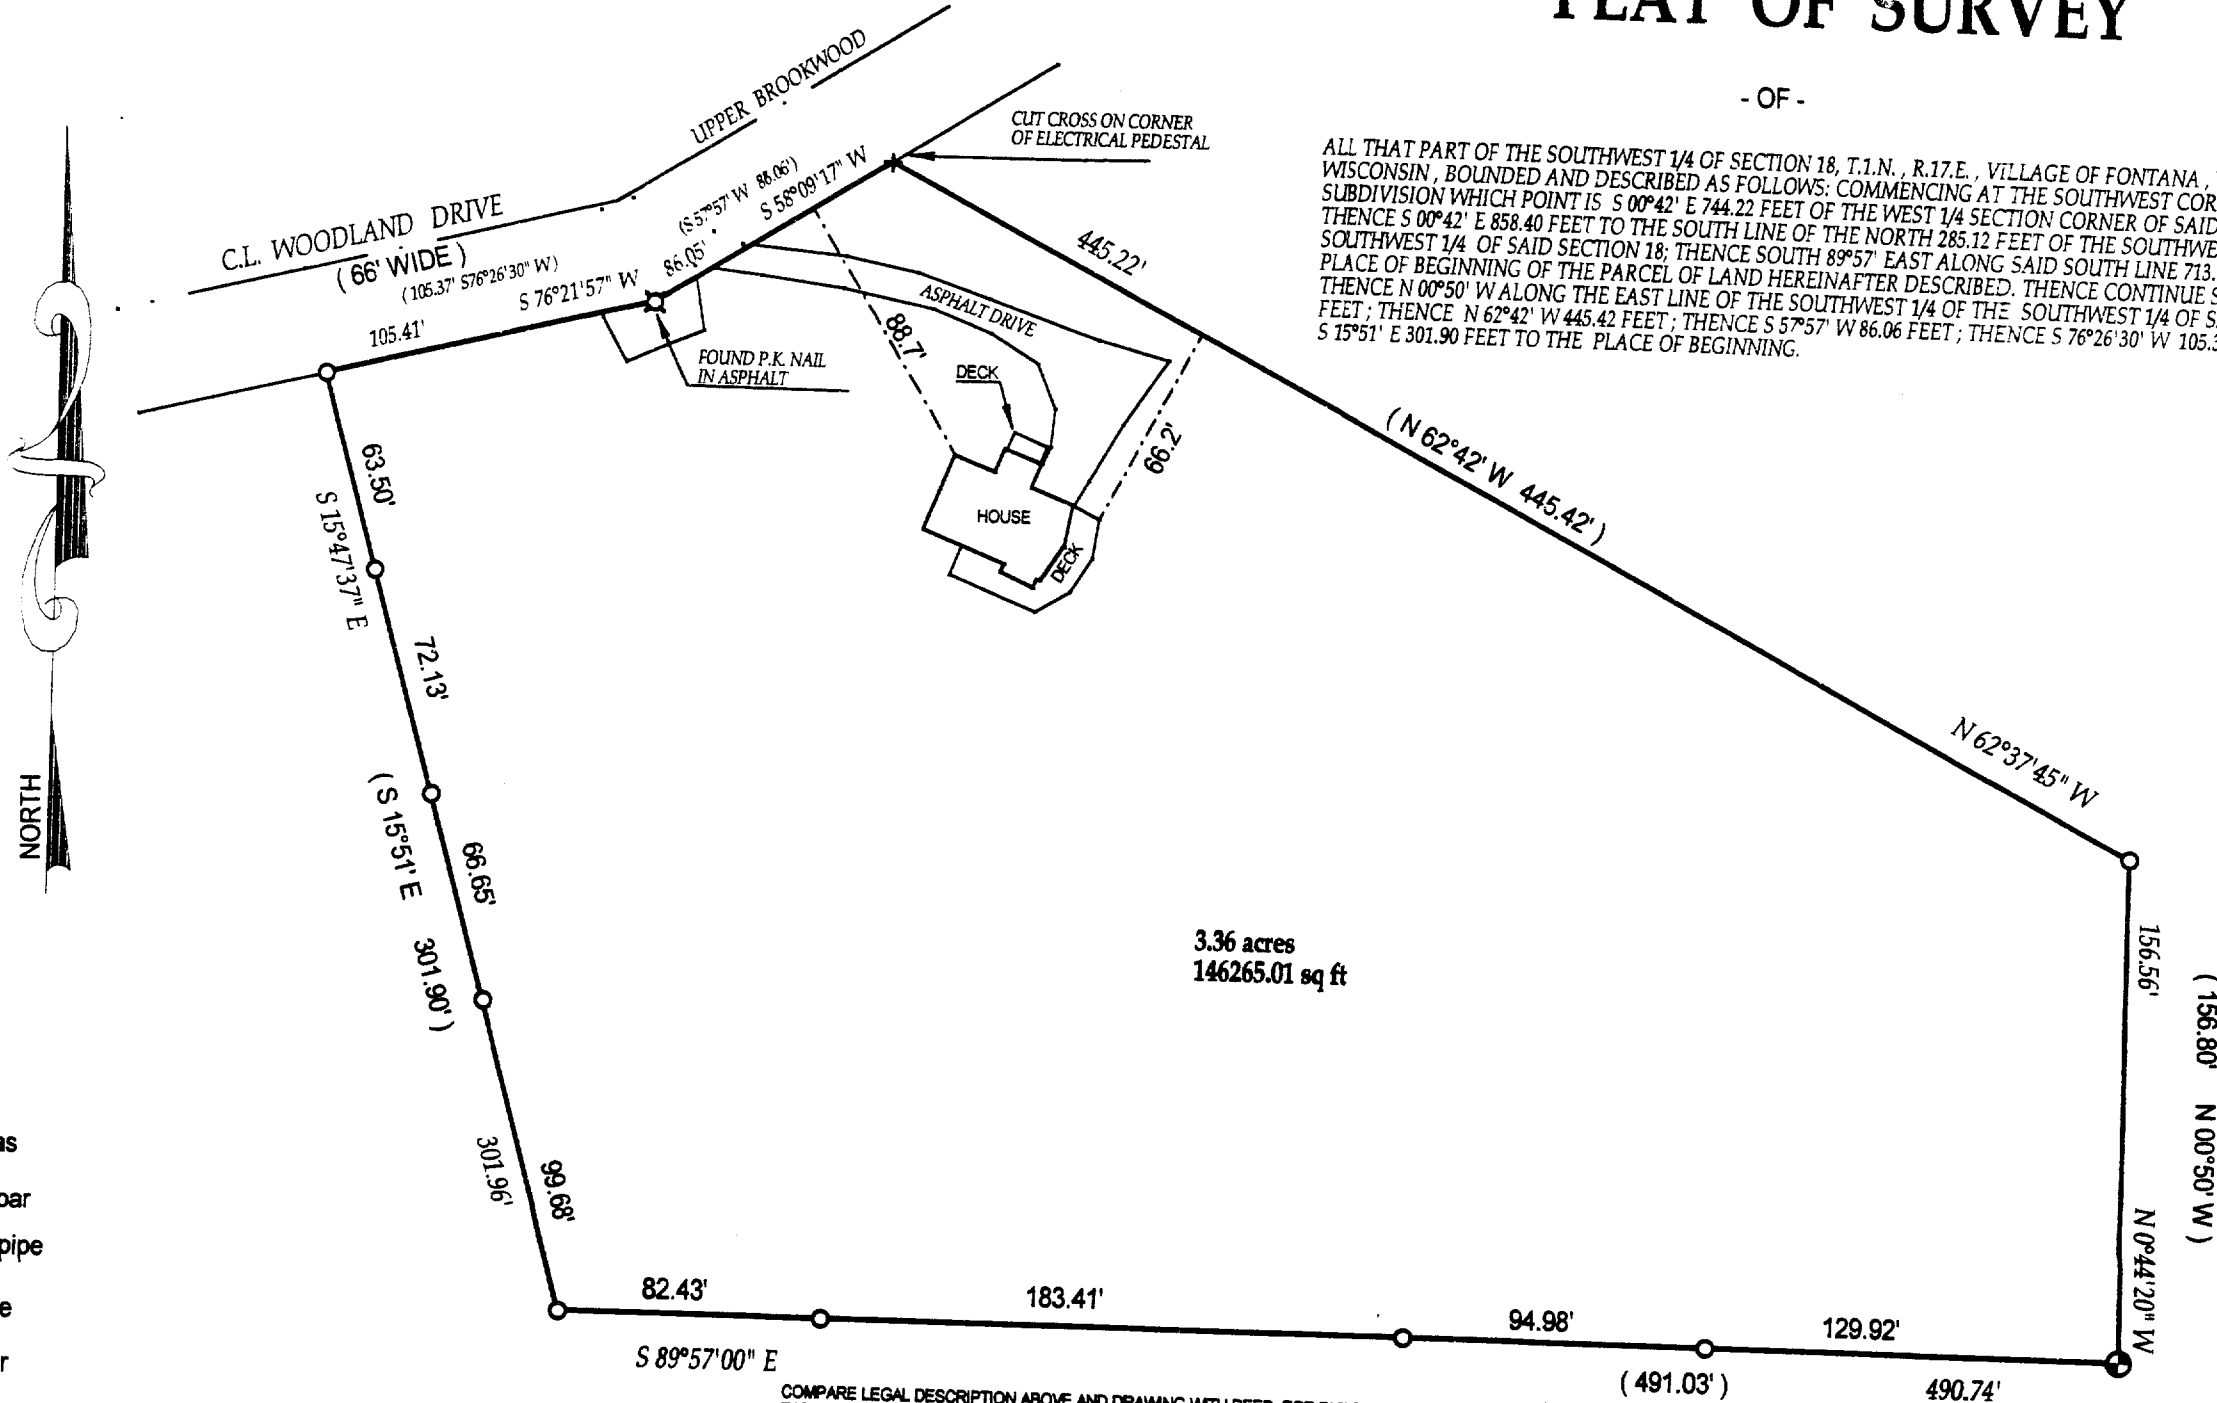 PLAT OF SURVEY
- OF -
ALL THAT PART OF THE SOUTHWEST 1/4 OF SECTION 18, T.1.N. , R.17.E. , VILLAGE OF FONTANA ,
WISCONSIN , BOUNDED AND DESCRIBED AS FOLLOWS: COMMENCING AT THE SOUTHWEST COR
SUBDIVISION WHICH POINT IS S 00°42' E 744.22 FEET OF THE WEST 1/4 SECTION CORNER OF SAID
THENCE S 00°42' E 858.40 FEET TO THE SOUTH LINE OF THE NORTH 285.12 FEET OF THE SOUTHWE
SOUTHWEST 1/4 OF SAID SECTION 18; THENCE SOUTH 89°57' EAST ALONG SAID SOUTH LINE 713.
PLACE OF BEGINNING OF THE PARCEL OF LAND HEREINAFTER DESCRIBED. THENCE CONTINUE S
THENCE N 00°50' W ALONG THE EAST LINE OF THE SOUTHWEST 1/4 OF THE SOUTHWEST 1/4 OF S
FEET ; THENCE N 62°42' W 445.42 FEET ; THENCE S 57°57' W 86.06 FEET ; THENCE S 76°26'30' W 105.3
S 15°51' E 301.90 FEET TO THE PLACE OF BEGINNING.
UPPER BROOKWOOD
C.L. WOODLAND DRIVE
( 66' WIDE )
( 105.37' S76°26'30" W)
S 76°21'57" W
105.41'
(S 57°57' W 86.06')
S 58°09'17" W
86.05'
CUT CROSS ON CORNER
OF ELECTRICAL PEDESTAL
FOUND P.K. NAIL
IN ASPHALT
ASPHALT DRIVE
88.7'
DECK
66.2'
HOUSE
DECK
445.22'
( N 62°42' W 445.42' )
N 62°37'45" W
63.50'
S 15°47'37" E
72.13'
( S 15°51' E 301.90' )
66.65'
301.96'
99.68'
NORTH
3.36 acres
146265.01 sq ft
156.56'
( 156.80' N 00°50' W )
N 0°44'20" W
82.43'
183.41'
94.98'
129.92'
S 89°57'00" E
( 491.03' )
490.74'
as
bar
pipe
e
r
COMPARE LEGAL DESCRIPTION ABOVE AND DRAWING WITH DEED